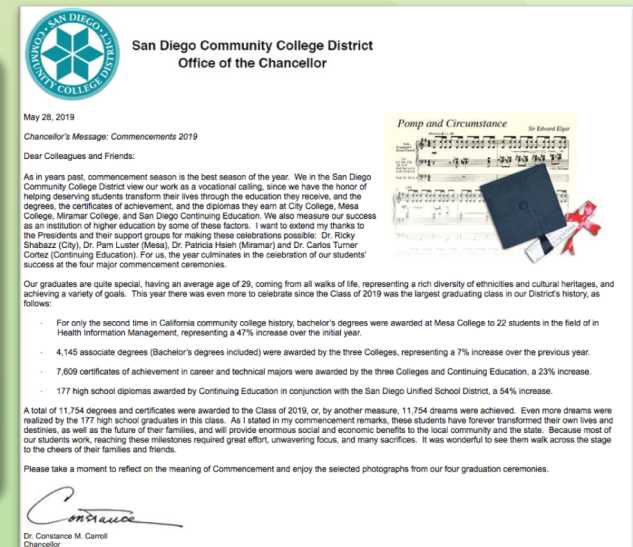 SAN DIEGO
COMMUNITY COLLEGE DISTRICT
San Diego Community College District
Office of the Chancellor
May 28, 2019
Chancellor's Message: Commencements 2019
Pomp and Circumstance
Sir Edward Elgar
Dear Colleagues and Friends:
As in years past, commencement season is the best season of the year. We in the San Diego
Community College District view our work as a vocational calling, since we have the honor of
helping deserving students transform their lives through the education they receive, and the
degrees, the certificates of achievement, and the diplomas they earn at City College, Mesa
College, Miramar College, and San Diego Continuing Education. We also measure our success
as an institution of higher education by some of these factors. I want to extend my thanks to
the Presidents and their support groups for making these celebrations possible: Dr. Ricky
Shabazz (City), Dr. Pam Luster (Mesa), Dr. Patricia Hsieh (Miramar) and Dr. Carlos Turner
Cortez (Continuing Education). For us, the year culminates in the celebration of our students'
success at the four major commencement ceremonies.
Our graduates are quite special, having an average age of 29, coming from all walks of life, representing a rich diversity of ethnicities and cultural heritages, and
achieving a variety of goals. This year there was even more to celebrate since the Class of 2019 was the largest graduating class in our District's history, as
follows:
· For only the second time in California community college history, bachelor's degrees were awarded at Mesa College to 22 students in the field of in
Health Information Management, representing a 47% increase over the initial year.
· 4,145 associate degrees (Bachelor's degrees included) were awarded by the three Colleges, representing a 7% increase over the previous year.
· 7,609 certificates of achievement in career and technical majors were awarded by the three Colleges and Continuing Education, a 23% increase.
· 177 high school diplomas awarded by Continuing Education in conjunction with the San Diego Unified School District, a 54% increase.
A total of 11,754 degrees and certificates were awarded to the Class of 2019, or, by another measure, 11,754 dreams were achieved. Even more dreams were
realized by the 177 high school graduates in this class. As I stated in my commencement remarks, these students have forever transformed their own lives and
destinies, as well as the future of their families, and will provide enormous social and economic benefits to the local community and the state. Because most of
our students work, reaching these milestones required great effort, unwavering focus, and many sacrifices. It was wonderful to see them walk across the stage
to the cheers of their families and friends.
Please take a moment to reflect on the meaning of Commencement and enjoy the selected photographs from our four graduation ceremonies.
Constance
Dr. Constance M. Carroll
Chancellor